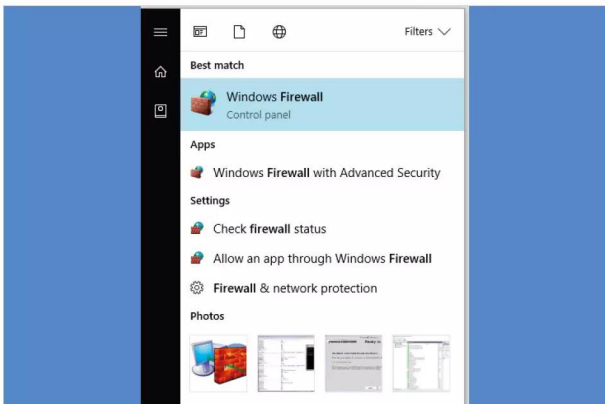 Filters
Best match
Windows Firewall
Control panel
Apps
Windows Firewall with Advanced Security
Settings
Check firewall status
Allow an app through Windows Firewall
Firewall & network protection
Photos